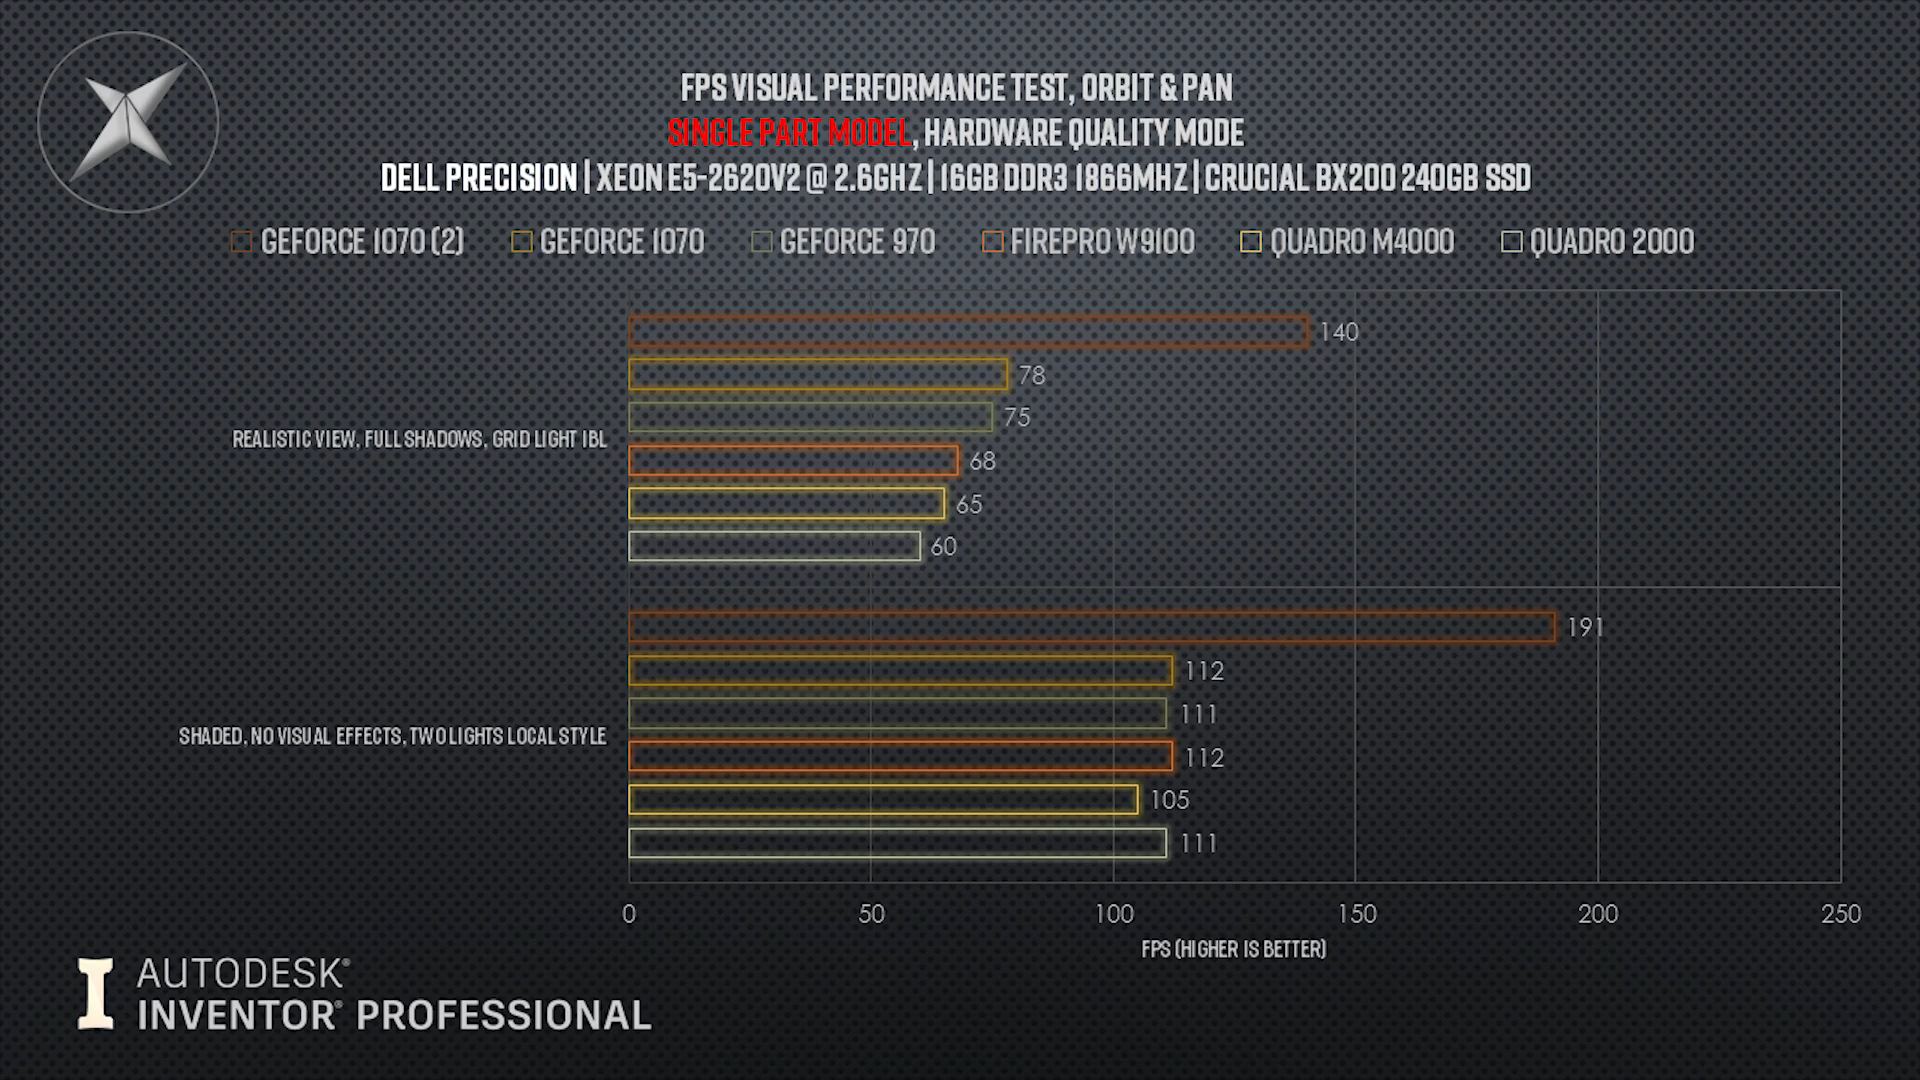 FPS VISUAL PERFORMANCE TEST, ORBIT & PAN
SINGLE PART MODEL, HARDWARE QUALITY MODE
DELL PRECISION | XEON E5-2620V2 @ 2.6GHZ | 16GB DDR3 1866MHZ | CRUCIAL BX200 240GB SSD
GEFORCE 1070 (2) GEFORCE 1070 GEFORCE 970 FIREPRO W9100 QUADRO M4000 QUADRO 2000
140
78
75
REALISTIC VIEW, FULL SHADOWS, GRID LIGHT IBL
68
65
60
191
112
111
SHADED, NO VISUAL EFFECTS, TWO LIGHTS LOCAL STYLE
112
105
111
0 50 100 150 200 250
FPS (HIGHER IS BETTER)
AUTODESK®
INVENTOR® PROFESSIONAL